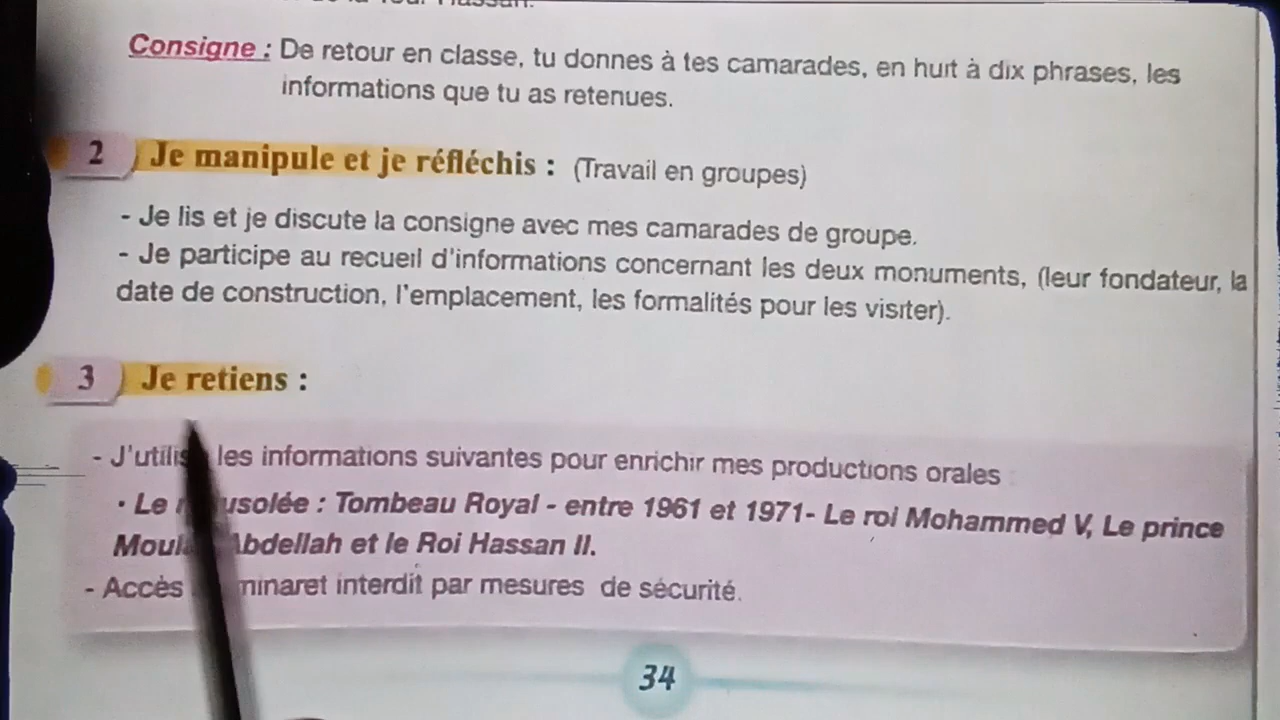 Consigne : De retour en classe, tu donnes à tes camarades, en huit à dix phrases, les
informations que tu as retenues.
2 Je manipule et je réfléchis : (Travail en groupes)
- Je lis et je discute la consigne avec mes camarades de groupe.
- Je participe au recueil d'informations concernant les deux monuments, (leur fondateur, la
date de construction, l'emplacement, les formalités pour les visiter).
3 Je retiens :
- J'utilise les informations suivantes pour enrichir mes productions orales
• Le mausolée : Tombeau Royal - entre 1961 et 1971- Le roi Mohammed V, Le prince
Abdellah et le Roi Hassan II.
- Accès minaret interdit par mesures de sécurité.
34